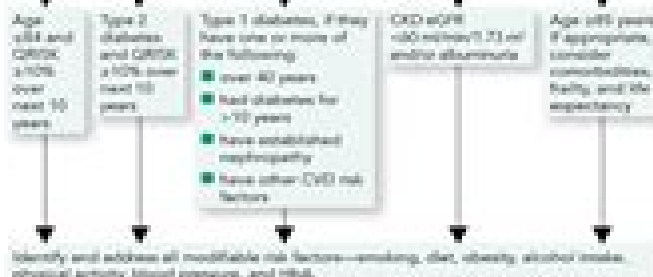 Age
≤84 and
QRISK
≥10%
over
next 10
years
Type 2
diabetes
and QRISK
≥10% over
next 10
years
Type 1 diabetes, if they
have one or more of
the following:
over 40 years
had diabetes for
>10 years
have established
nephropathy
have other CVD risk
factors
CKD eGFR
<60 ml/min/1.73 m²
and/or albuminuria
Age ≥85 years
if appropriate,
consider
comorbidities,
frailty, and life
expectancy
Identify and address all modifiable risk factors—smoking, diet, obesity, alcohol intake,
physical activity, blood pressure, and HbA